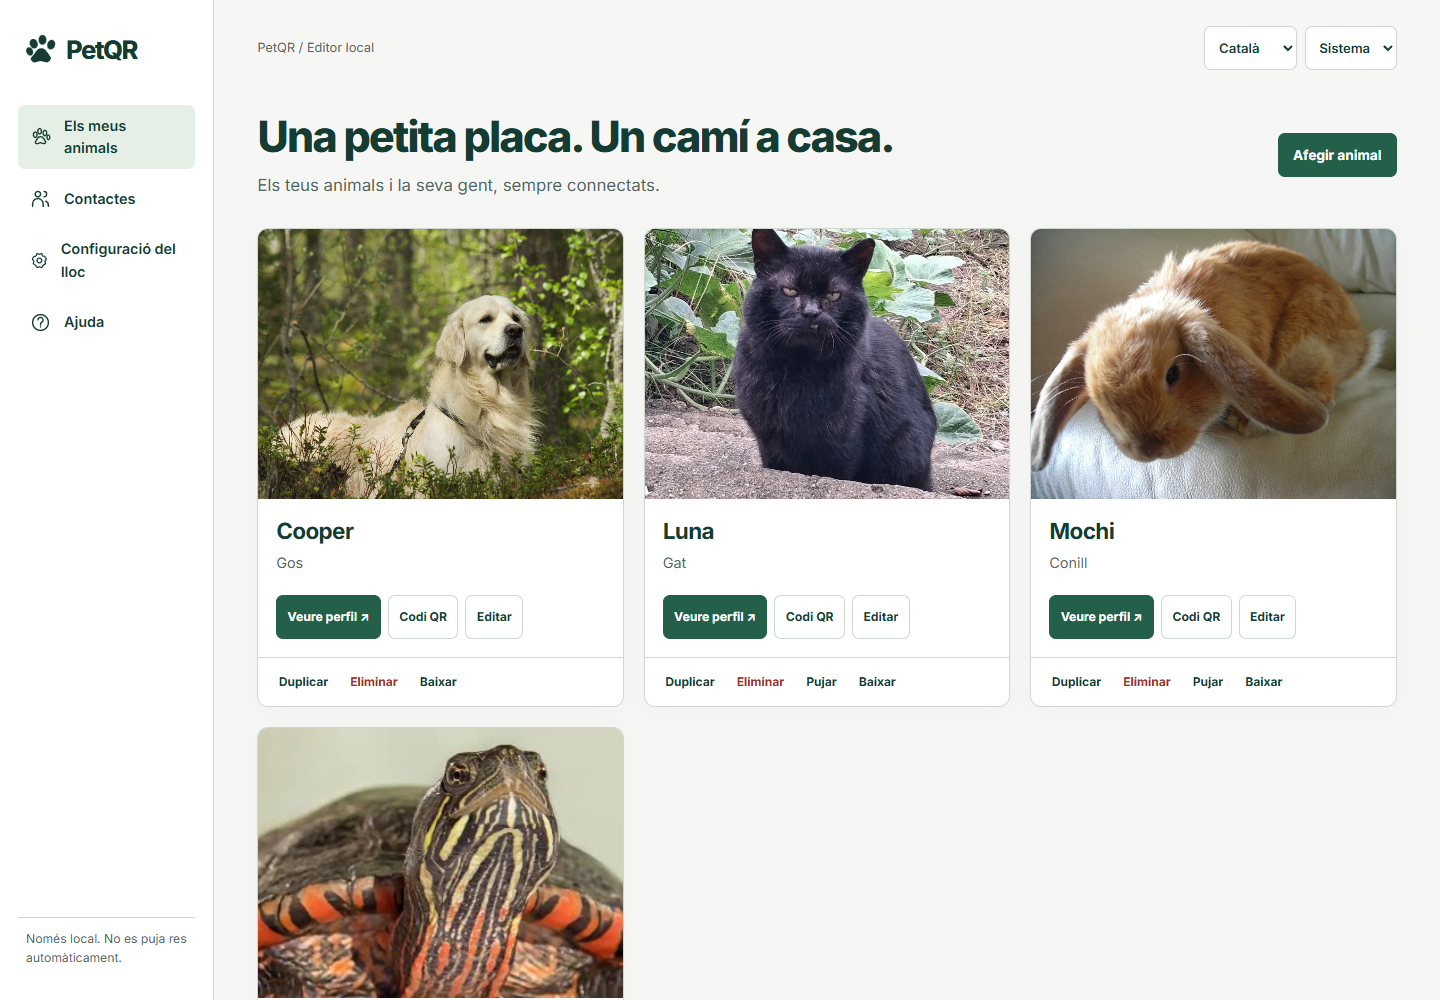 PetQR
Els meus
animals
Contactes
Configuració del
lloc
Ajuda
Només local. No es puja res
automàticament.
PetQR / Editor local
Català
Sistema
Una petita placa. Un camí a casa.
Els teus animals i la seva gent, sempre connectats.
Afegir animal
Cooper
Gos
Veure perfil ↗
Codi QR
Editar
Duplicar
Eliminar
Baixar
Luna
Gat
Veure perfil ↗
Codi QR
Editar
Duplicar
Eliminar
Pujar
Baixar
Mochi
Conill
Veure perfil ↗
Codi QR
Editar
Duplicar
Eliminar
Pujar
Baixar